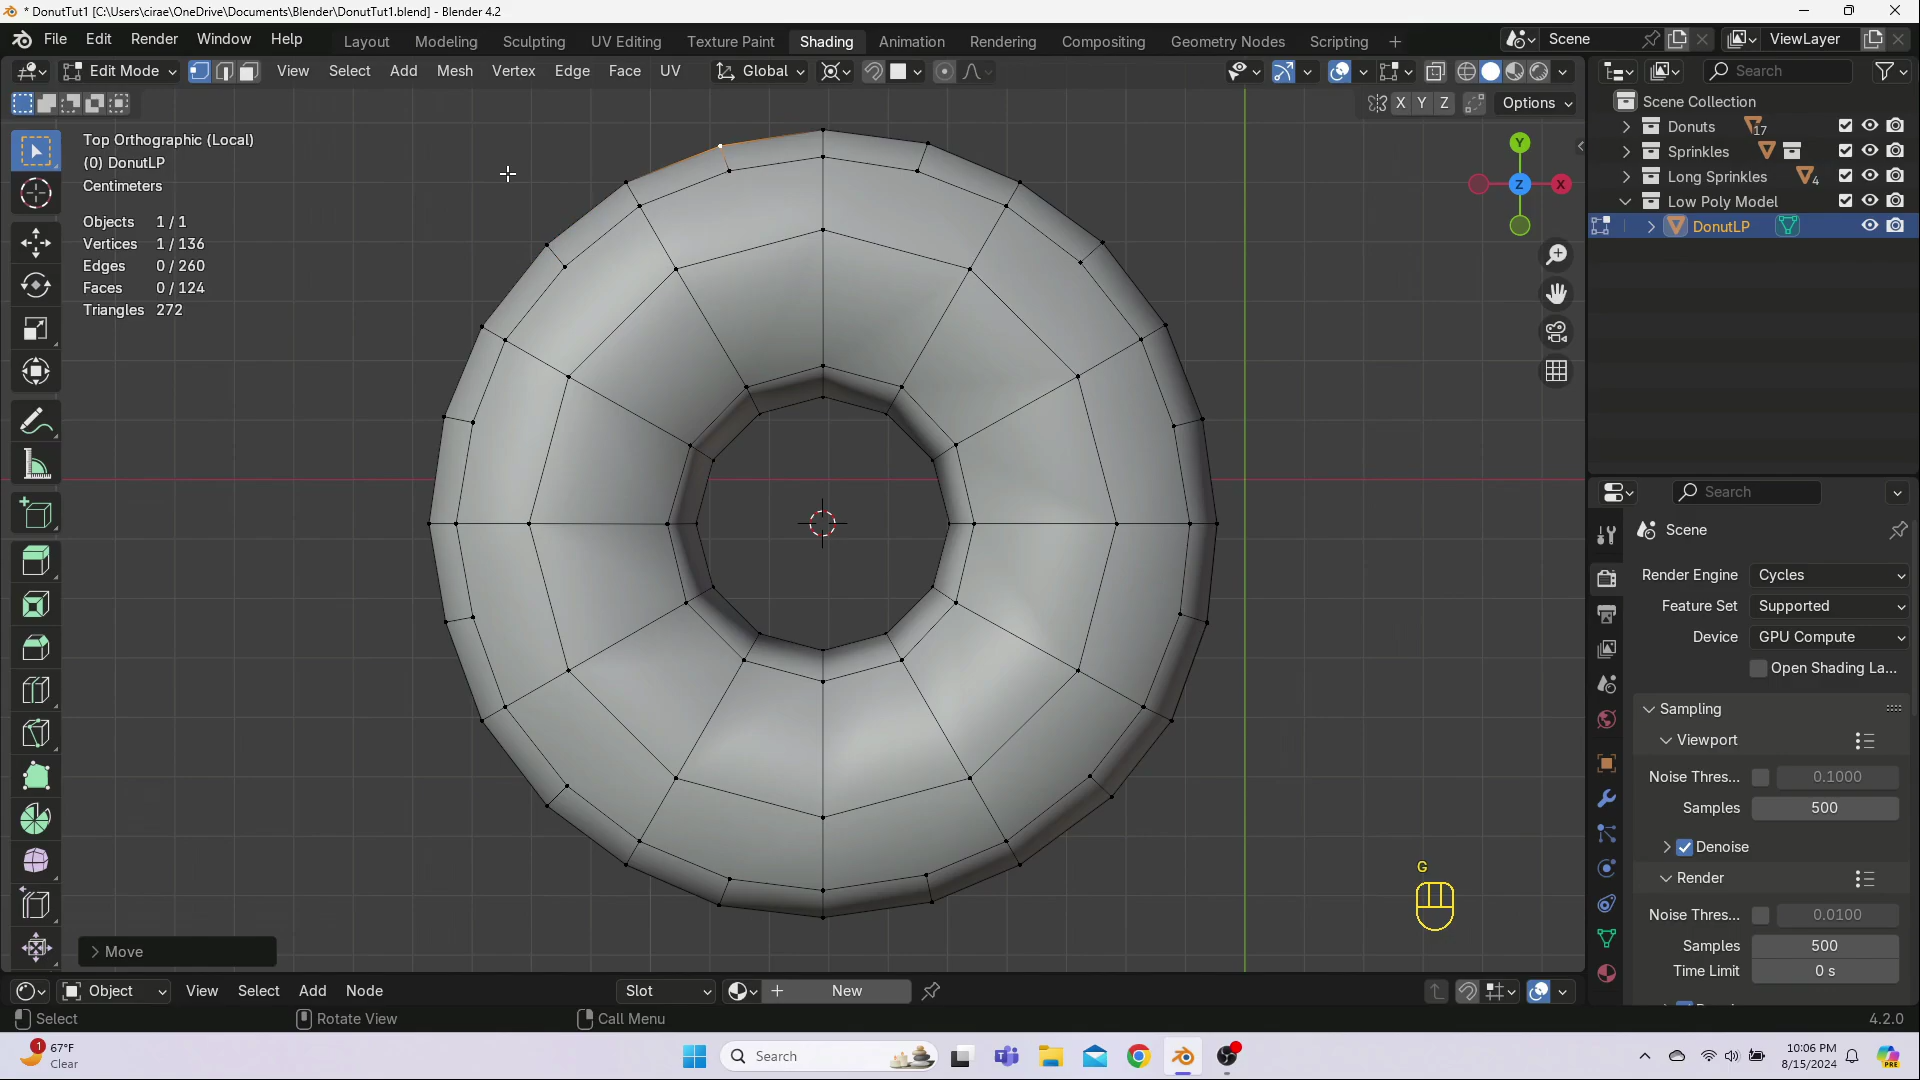 * DonutTut1 [C:\Users\cirae\OneDrive\Documents\Blender\DonutTut1.blend] - Blender 4.2
File Edit Render Window Help Layout Modeling Sculpting UV Editing Texture Paint Shading Animation Rendering Compositing Geometry Nodes Scripting + Scene ViewLayer
Edit Mode View Select Add Mesh Vertex Edge Face UV Global Search
X Y Z Options
Scene Collection
Donuts 17
Sprinkles
Long Sprinkles 4
Low Poly Model
DonutLP
Top Orthographic (Local)
(0) DonutLP
Centimeters
Objects 1 / 1
Vertices 1 / 136
Edges 0 / 260
Faces 0 / 124
Triangles 272
Y
Z X
Search
Scene
Render Engine Cycles
Feature Set Supported
Device GPU Compute
Open Shading La...
Sampling
Viewport
Noise Thres... 0.1000
Samples 500
Denoise
Render
Noise Thres... 0.0100
Samples 500
Time Limit 0 s
G
Move
Object View Select Add Node Slot New
Select Rotate View Call Menu 4.2.0
1 67°F
Clear
Search
10:06 PM
8/15/2024
PRE